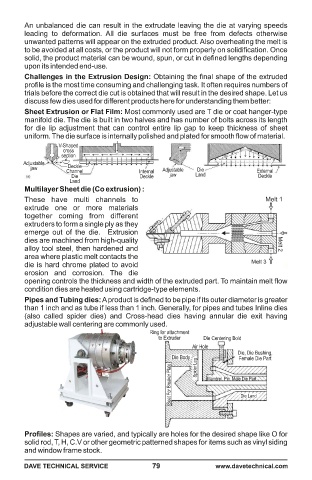 An unbalanced die can result in the extrudate leaving the die at varying speeds
leading to deformation. All die surfaces must be free from defects otherwise
unwanted patterns will appear on the extruded product. Also overheating the melt is
to be avoided at all costs, or the product will not form properly on solidification. Once
solid, the product material can be wound, spun, or cut in defined lengths depending
upon its intended end-use.
Challenges in the Extrusion Design: Obtaining the final shape of the extruded
profile is the most time consuming and challenging task. It often requires numbers of
trials before the correct die cut is obtained that will result in the desired shape. Let us
discuss few dies used for different products here for understanding them better:
Sheet Extrusion or Flat Film: Most commonly used are T die or coat hanger-type
manifold die. The die is built in two halves and has number of bolts across its length
for die lip adjustment that can control entire lip gap to keep thickness of sheet
uniform. The die surface is internally polished and plated for smooth flow of material.
V-Shaped
cross
section
Adjustable
jaw
Deckle
Channel
Die
Land
Internal
Deckle
Adjustable
jaw
Die
Land
External
Deckle
Multilayer Sheet die (Co extrusion) :
These have multi channels to
extrude one or more materials
together coming from different
extruders to form a single ply as they
emerge out of the die. Extrusion
dies are machined from high-quality
alloy tool steel, then hardened and
area where plastic melt contacts the
die is hard chrome plated to avoid
erosion and corrosion. The die
Melt 1
Melt 2
Melt 3
opening controls the thickness and width of the extruded part. To maintain melt flow
condition dies are heated using cartridge-type elements.
Pipes and Tubing dies: A product is defined to be pipe if its outer diameter is greater
than 1 inch and as tube if less than 1 inch. Generally, for pipes and tubes Inline dies
(also called spider dies) and Cross-head dies having annular die exit having
adjustable wall centering are commonly used.
Ring for attachment
to Extruder
Die Centering Bold
Air Hole
Die Body
Die, Die Bushing,
Female Die Part
Mandrel, Pin, Male Die Part
Die Land
Profiles: Shapes are varied, and typically are holes for the desired shape like O for
solid rod, T, H, C.V or other geometric patterned shapes for items such as vinyl siding
and window frame stock.
DAVE TECHNICAL SERVICE 79 www.davetechnical.com